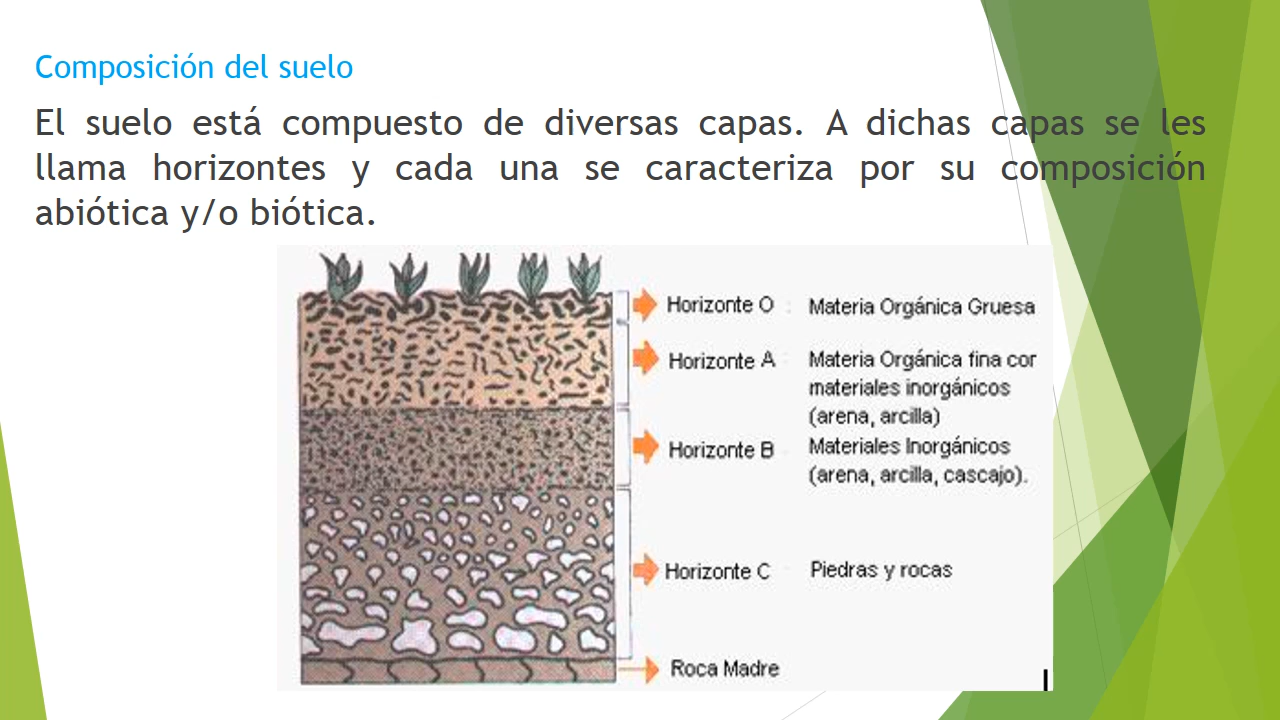 Composición del suelo
El suelo está compuesto de diversas capas. A dichas capas se les
llama horizontes y cada una se caracteriza por su composición
abiótica y/o biótica.
Horizonte O : Materia Orgánica Gruesa
Horizonte A Materia Orgánica fina con
materiales inorgánicos
(arena, arcilla)
Horizonte B Materiales Inorgánicos
(arena, arcilla, cascajo).
Horizonte C Piedras y rocas
Roca Madre